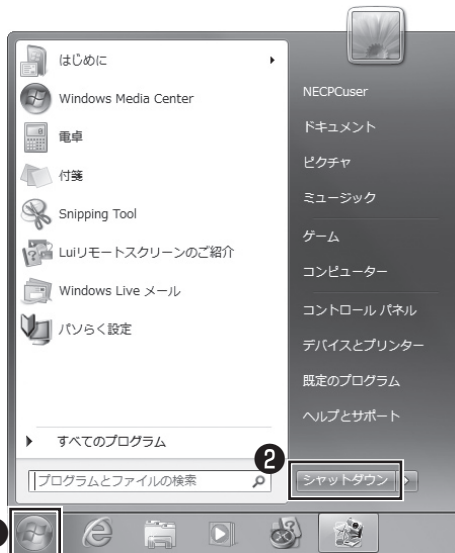 はじめに
Windows Media Center
電卓
付箋
Snipping Tool
Luiリモートスクリーンのご紹介
Windows Live メール
パソらく設定
すべてのプログラム
プログラムとファイルの検索
NECPCuser
ドキュメント
ピクチャ
ミュージック
ゲーム
コンピューター
コントロール パネル
デバイスとプリンター
既定のプログラム
ヘルプとサポート
❷
シャットダウン